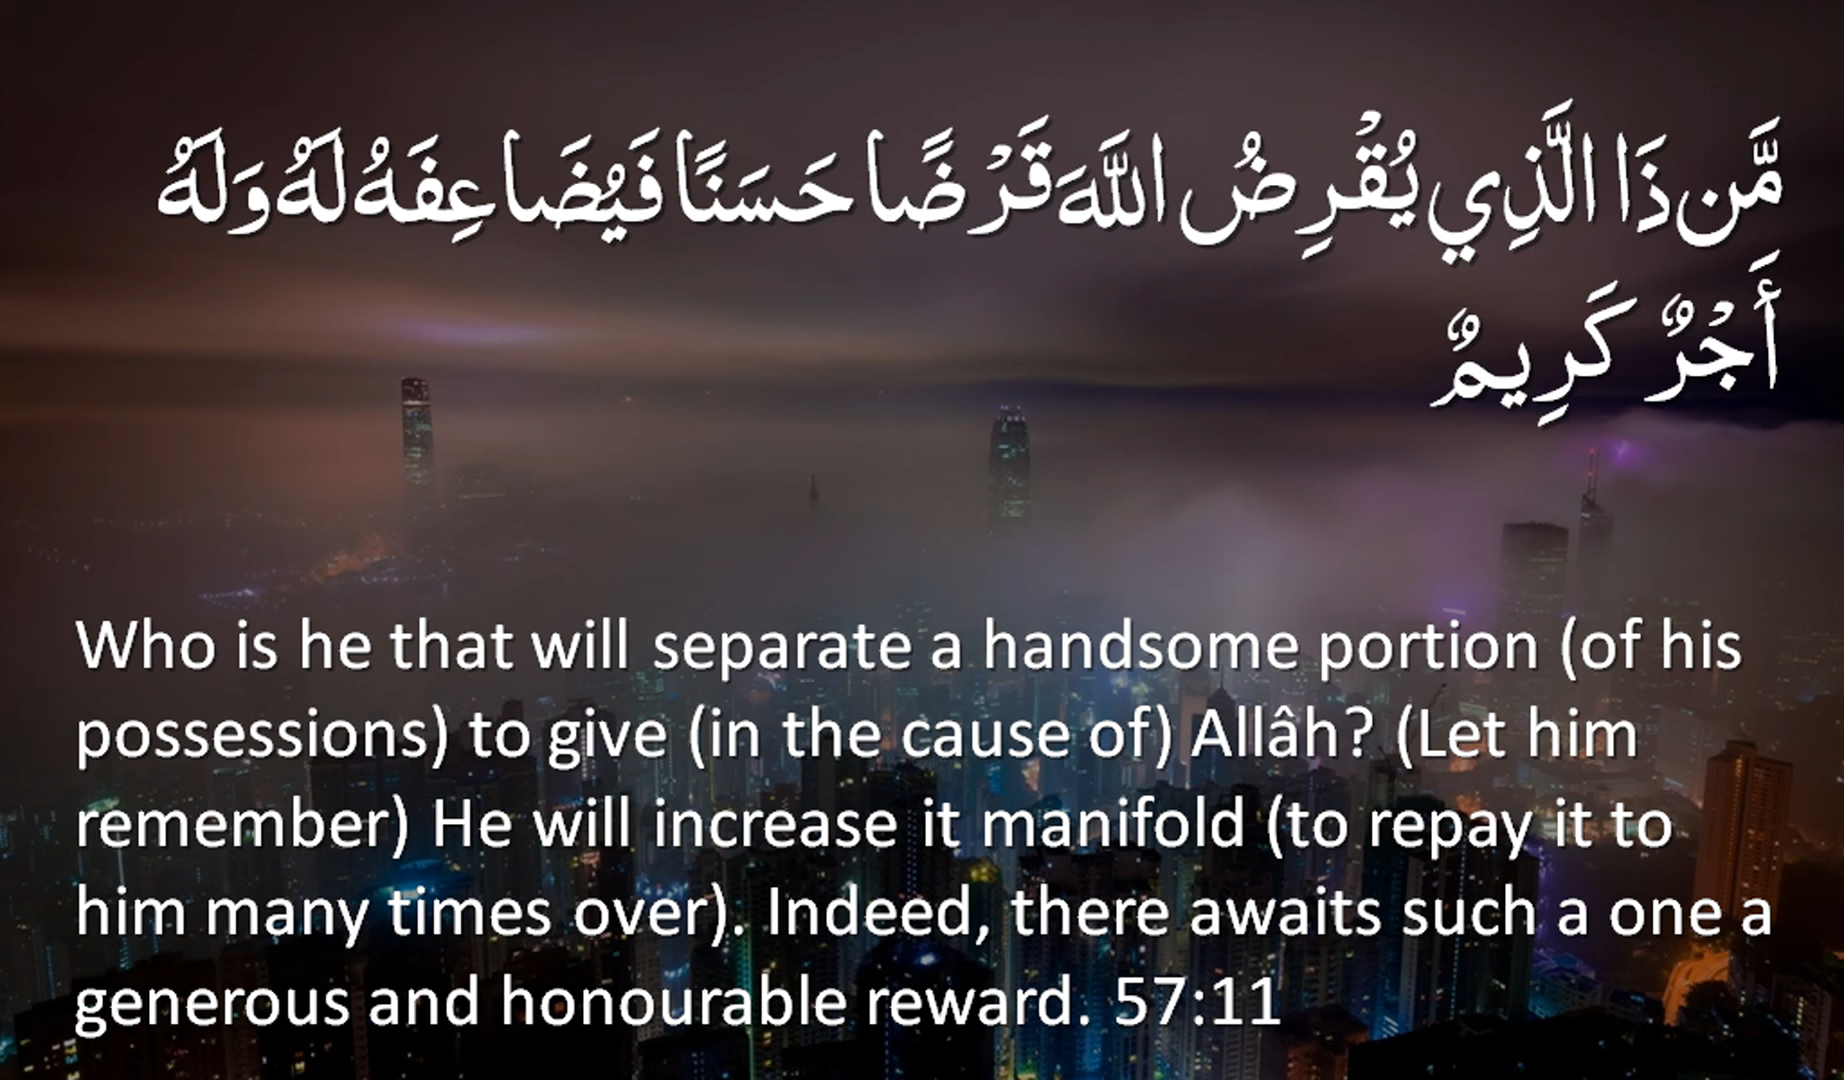 مَّن ذَا الَّذِي يُقْرِضُ اللَّهَ قَرْضًا حَسَنًا فَيُضَاعِفَهُ لَهُ وَلَهُ
أَجْرٌ كَرِيمٌ
Who is he that will separate a handsome portion (of his
possessions) to give (in the cause of) Allâh? (Let him
remember) He will increase it manifold (to repay it to
him many times over). Indeed, there awaits such a one a
generous and honourable reward. 57:11